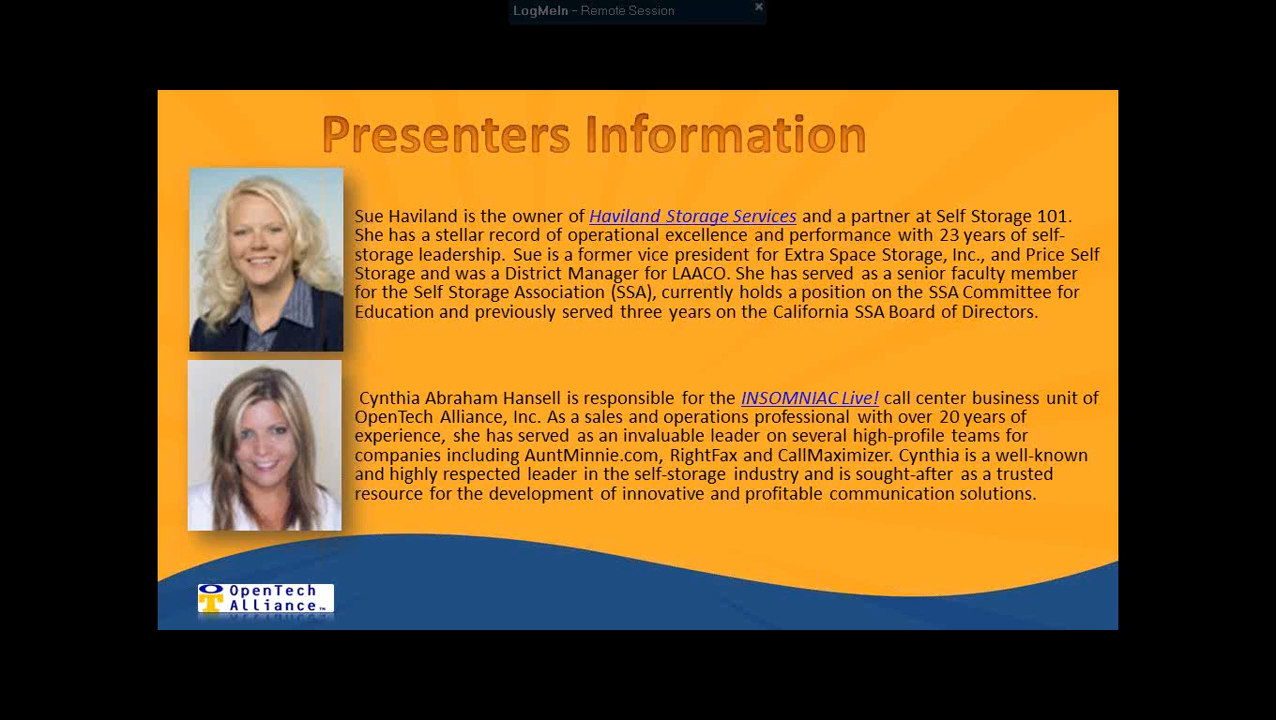 LogMeIn - Remote Session
Presenters Information
Sue Haviland is the owner of Haviland Storage Services and a partner at Self Storage 101.
She has a stellar record of operational excellence and performance with 23 years of self-
storage leadership. Sue is a former vice president for Extra Space Storage, Inc., and Price Self
Storage and was a District Manager for LAACO. She has served as a senior faculty member
for the Self Storage Association (SSA), currently holds a position on the SSA Committee for
Education and previously served three years on the California SSA Board of Directors.
Cynthia Abraham Hansell is responsible for the INSOMNIAC Live! call center business unit of
OpenTech Alliance, Inc. As a sales and operations professional with over 20 years of
experience, she has served as an invaluable leader on several high-profile teams for
companies including AuntMinnie.com, RightFax and CallMaximizer. Cynthia is a well-known
and highly respected leader in the self-storage industry and is sought-after as a trusted
resource for the development of innovative and profitable communication solutions.
OpenTech
Alliance™